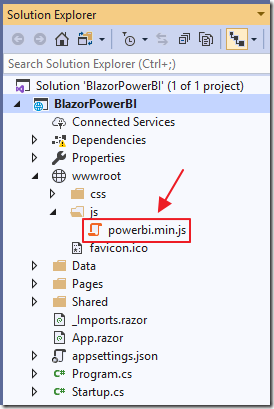 Solution Explorer
Search Solution Explorer (Ctrl+;)
Solution 'BlazorPowerBI' (1 of 1 project)
BlazorPowerBI
Connected Services
Dependencies
Properties
wwwroot
css
js
powerbi.min.js
favicon.ico
Data
Pages
Shared
_Imports.razor
App.razor
appsettings.json
C# Program.cs
C# Startup.cs